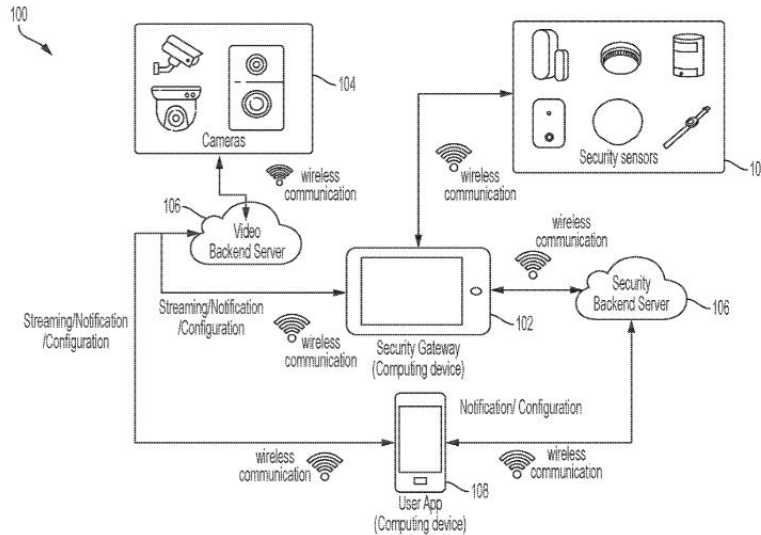 100
104
Cameras
Security sensors
10
wireless
communication
wireless
communication
106
Video
Backend Server
wireless
communication
Security
Backend Server
106
Streaming/Notification
/Configuration
Streaming/Notification
/Configuration
wireless
communication
102
Security Gateway
(Computing device)
Notification/ Configuration
wireless
communication
wireless
communication
108
User App
(Computing device)